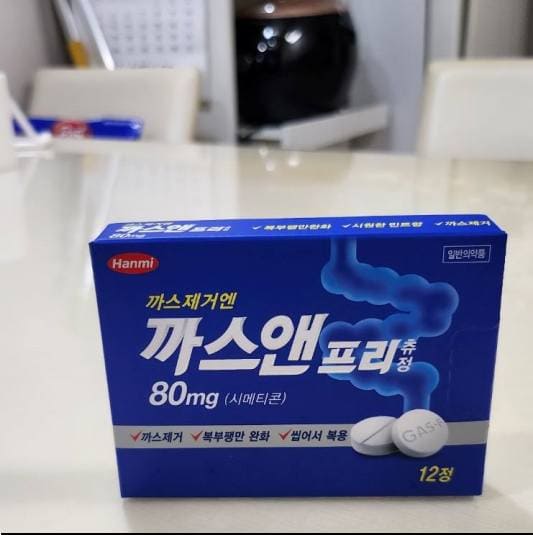 까스앤프리
80mg
✓복부팽만완화 ✓시원한 민트향 ✓까스제거
Hanmi
일반의약품
까스제거엔
까스앤프리츄정
80mg (시메티콘)
✓까스제거 ✓복부팽만 완화 ✓씹어서 복용
GAS-F
12정